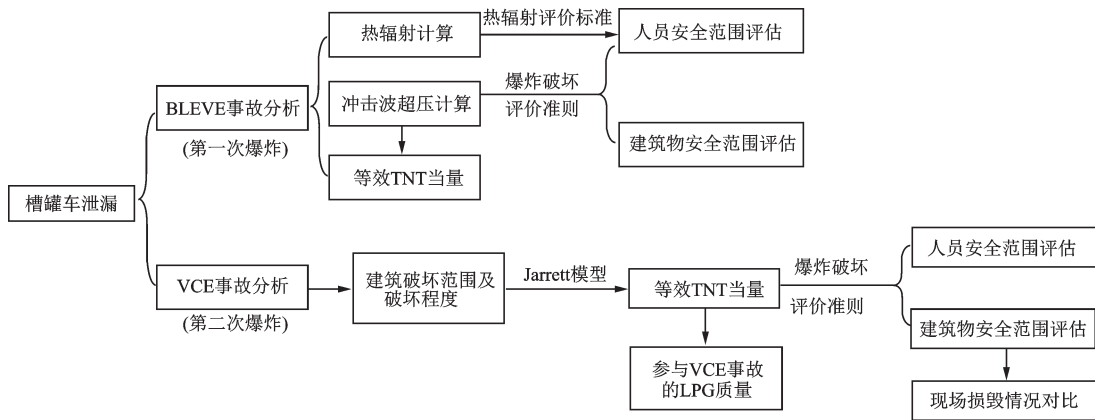 热辐射计算
热辐射评价标准
人员安全范围评估
BLEVE事故分析
(第一次爆炸)
冲击波超压计算
爆炸破坏
评价准则
建筑物安全范围评估
等效TNT当量
槽罐车泄漏
VCE事故分析
(第二次爆炸)
建筑破坏范围及
破坏程度
Jarrett模型
等效TNT当量
爆炸破坏
评价准则
人员安全范围评估
建筑物安全范围评估
参与VCE事故
的LPG质量
现场损毁情况对比